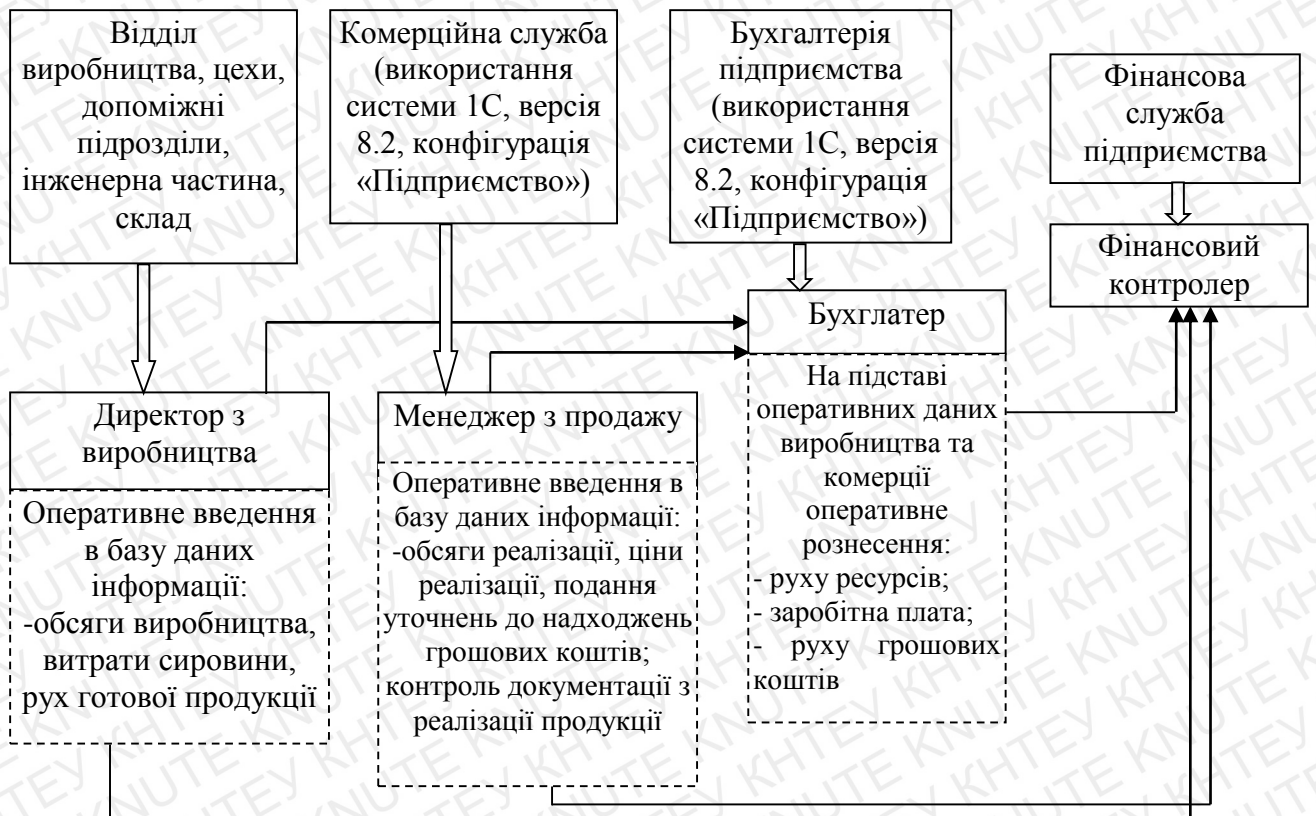 Відділ
виробництва, цехи,
допоміжні
підрозділи,
інженерна частина,
склад
Комерційна служба
(використання
системи 1С, версія
8.2, конфігурація
«Підприємство»)
Бухгалтерія
підприємства
(використання
системи 1С, версія
8.2, конфігурація
«Підприємство»)
Фінансова
служба
підприємства
Фінансовий
контролер
Бухглатер
На підставі
оперативних даних
виробництва та
комерції
оперативне
рознесення:
- руху ресурсів;
- заробітна плата;
- руху грошових
коштів
Директор з
виробництва
Оперативне введення
в базу даних
інформації:
-обсяги виробництва,
витрати сировини,
рух готової продукції
Менеджер з продажу
Оперативне введення в
базу даних інформації:
-обсяги реалізації, ціни
реалізації, подання
уточнень до надходжень
грошових коштів;
контроль документації з
реалізації продукції